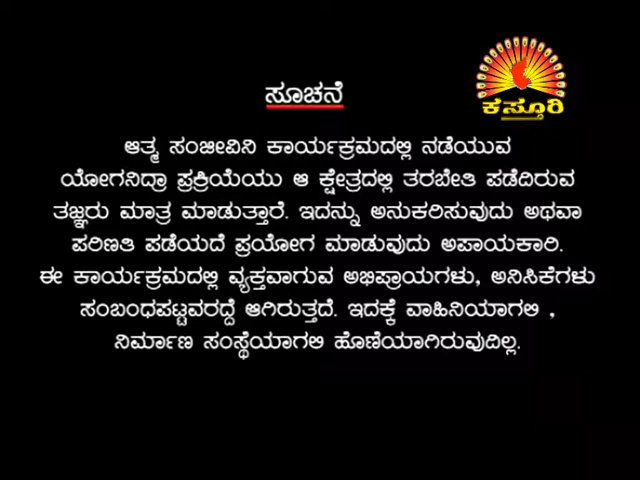 ಕಸ್ತೂರಿ
ಸೂಚನೆ
ಆತ್ಮ ಸಂಜೀವಿನಿ ಕಾರ್ಯಕ್ರಮದಲ್ಲಿ ನಡೆಯುವ
ಯೋಗನಿದ್ರಾ ಪ್ರಕ್ರಿಯೆಯು ಆ ಕ್ಷೇತ್ರದಲ್ಲಿ ತರಬೇತಿ ಪಡೆದಿರುವ
ತಜ್ಞರು ಮಾತ್ರ ಮಾಡುತ್ತಾರೆ. ಇದನ್ನು ಅನುಕರಿಸುವುದು ಅಥವಾ
ಪರಿಣತಿ ಪಡೆಯದೆ ಪ್ರಯೋಗ ಮಾಡುವುದು ಅಪಾಯಕಾರಿ.
ಈ ಕಾರ್ಯಕ್ರಮದಲ್ಲಿ ವ್ಯಕ್ತವಾಗುವ ಅಭಿಪ್ರಾಯಗಳು, ಅನಿಸಿಕೆಗಳು
ಸಂಬಂಧಪಟ್ಟವರದ್ದೆ ಆಗಿರುತ್ತದೆ. ಇದಕ್ಕೆ ವಾಹಿನಿಯಾಗಲಿ ,
ನಿರ್ಮಾಣ ಸಂಸ್ಥೆಯಾಗಲಿ ಹೊಣೆಯಾಗಿರುವುದಿಲ್ಲ.